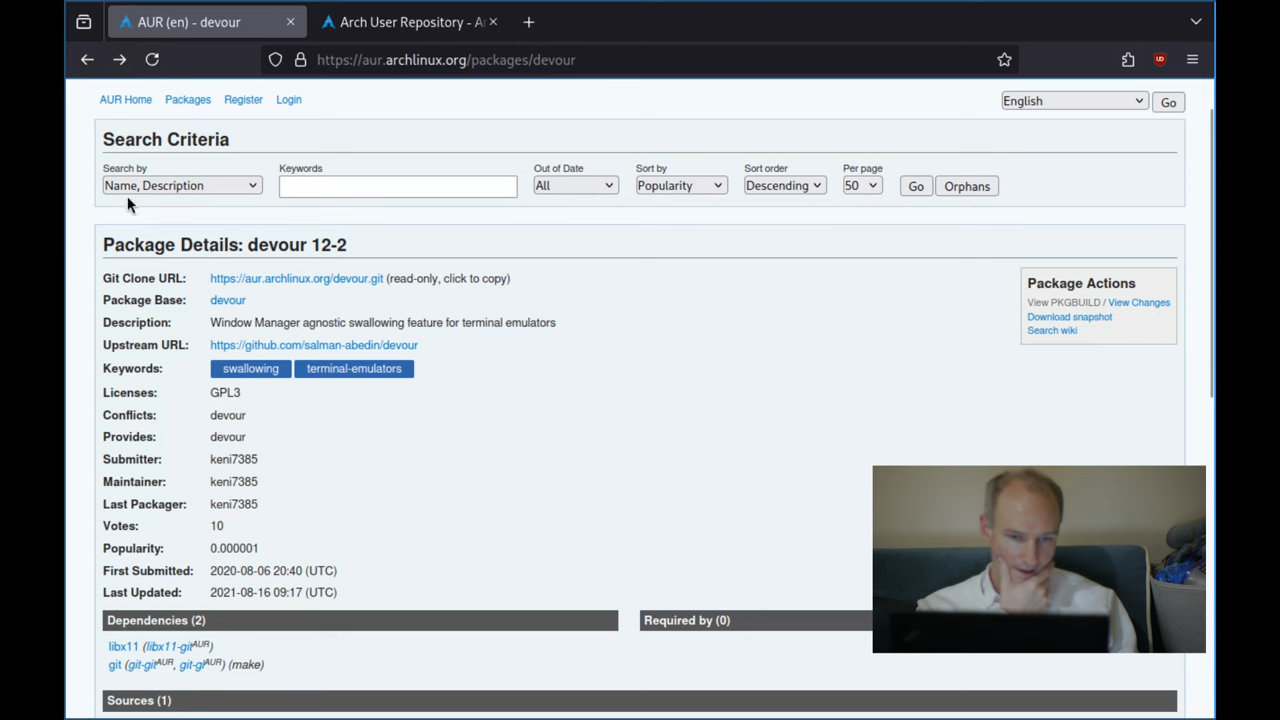 AUR (en) - devour
Arch User Repository - Ar
https://aur.archlinux.org/packages/devour
AUR Home Packages Register Login
English Go
Search Criteria
Search by Keywords Out of Date Sort by Sort order Per page
Name, Description All Popularity Descending 50 Go Orphans
Package Details: devour 12-2
Git Clone URL: https://aur.archlinux.org/devour.git (read-only, click to copy)
Package Base: devour
Description: Window Manager agnostic swallowing feature for terminal emulators
Upstream URL: https://github.com/salman-abedin/devour
Keywords: swallowing terminal-emulators
Licenses: GPL3
Conflicts: devour
Provides: devour
Submitter: keni7385
Maintainer: keni7385
Last Packager: keni7385
Votes: 10
Popularity: 0.000001
First Submitted: 2020-08-06 20:40 (UTC)
Last Updated: 2021-08-16 09:17 (UTC)
Package Actions
View PKGBUILD / View Changes
Download snapshot
Search wiki
Dependencies (2)
Required by (0)
libx11 (libx11-gitAUR)
git (git-gitAUR, git-glAUR) (make)
Sources (1)